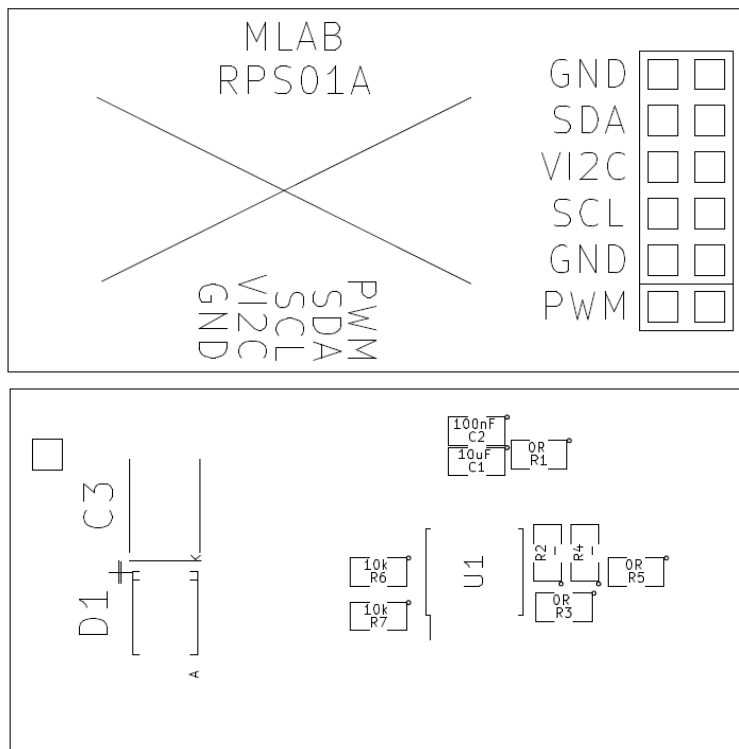 MLAB
RPS01A
GND
SDA
VI2C
SCL
GND
PWM
PWM
SDA
SCL
VI2C
GND
100nF
C2
10uF
C1
0R
R1
C3
K
D1
A
10k
R6
10k
R7
U1
R2
R4
0R
R5
0R
R3